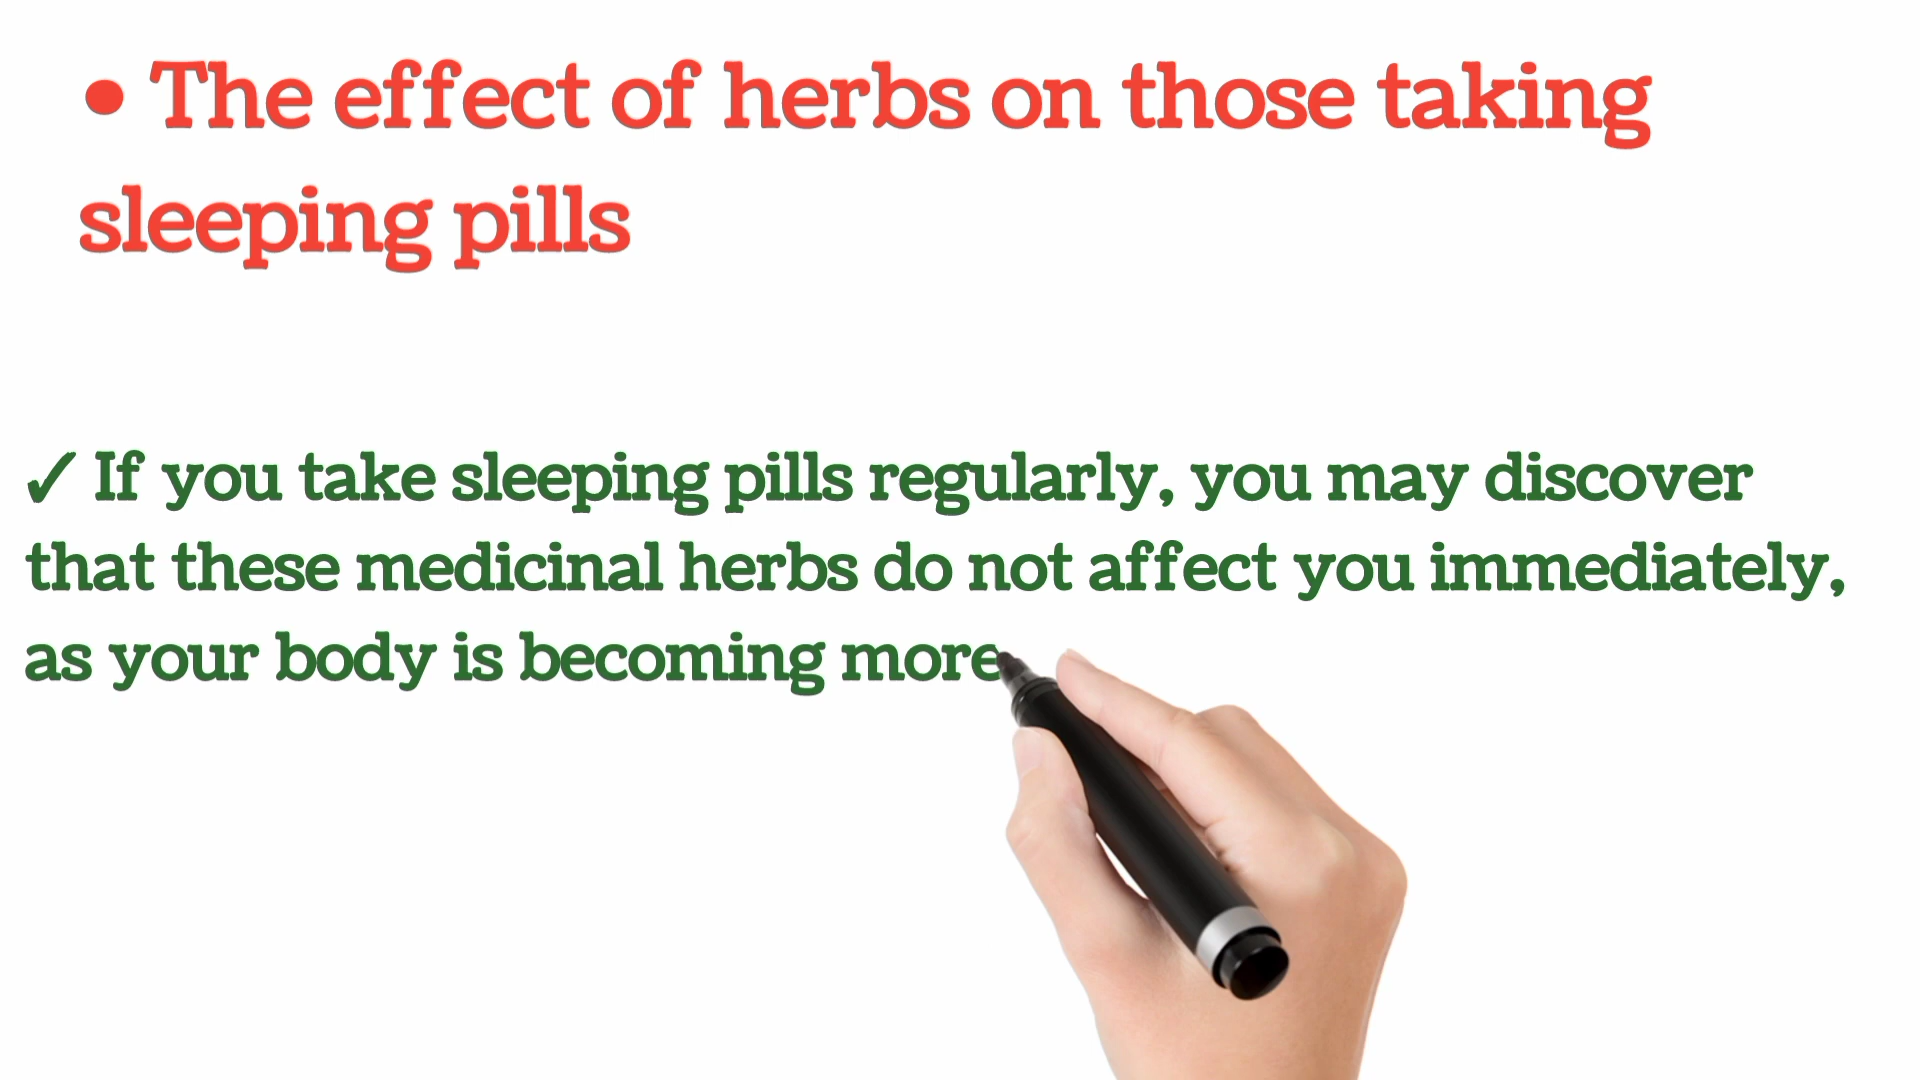 • The effect of herbs on those taking
sleeping pills
✓ If you take sleeping pills regularly, you may discover
that these medicinal herbs do not affect you immediately,
as your body is becoming more